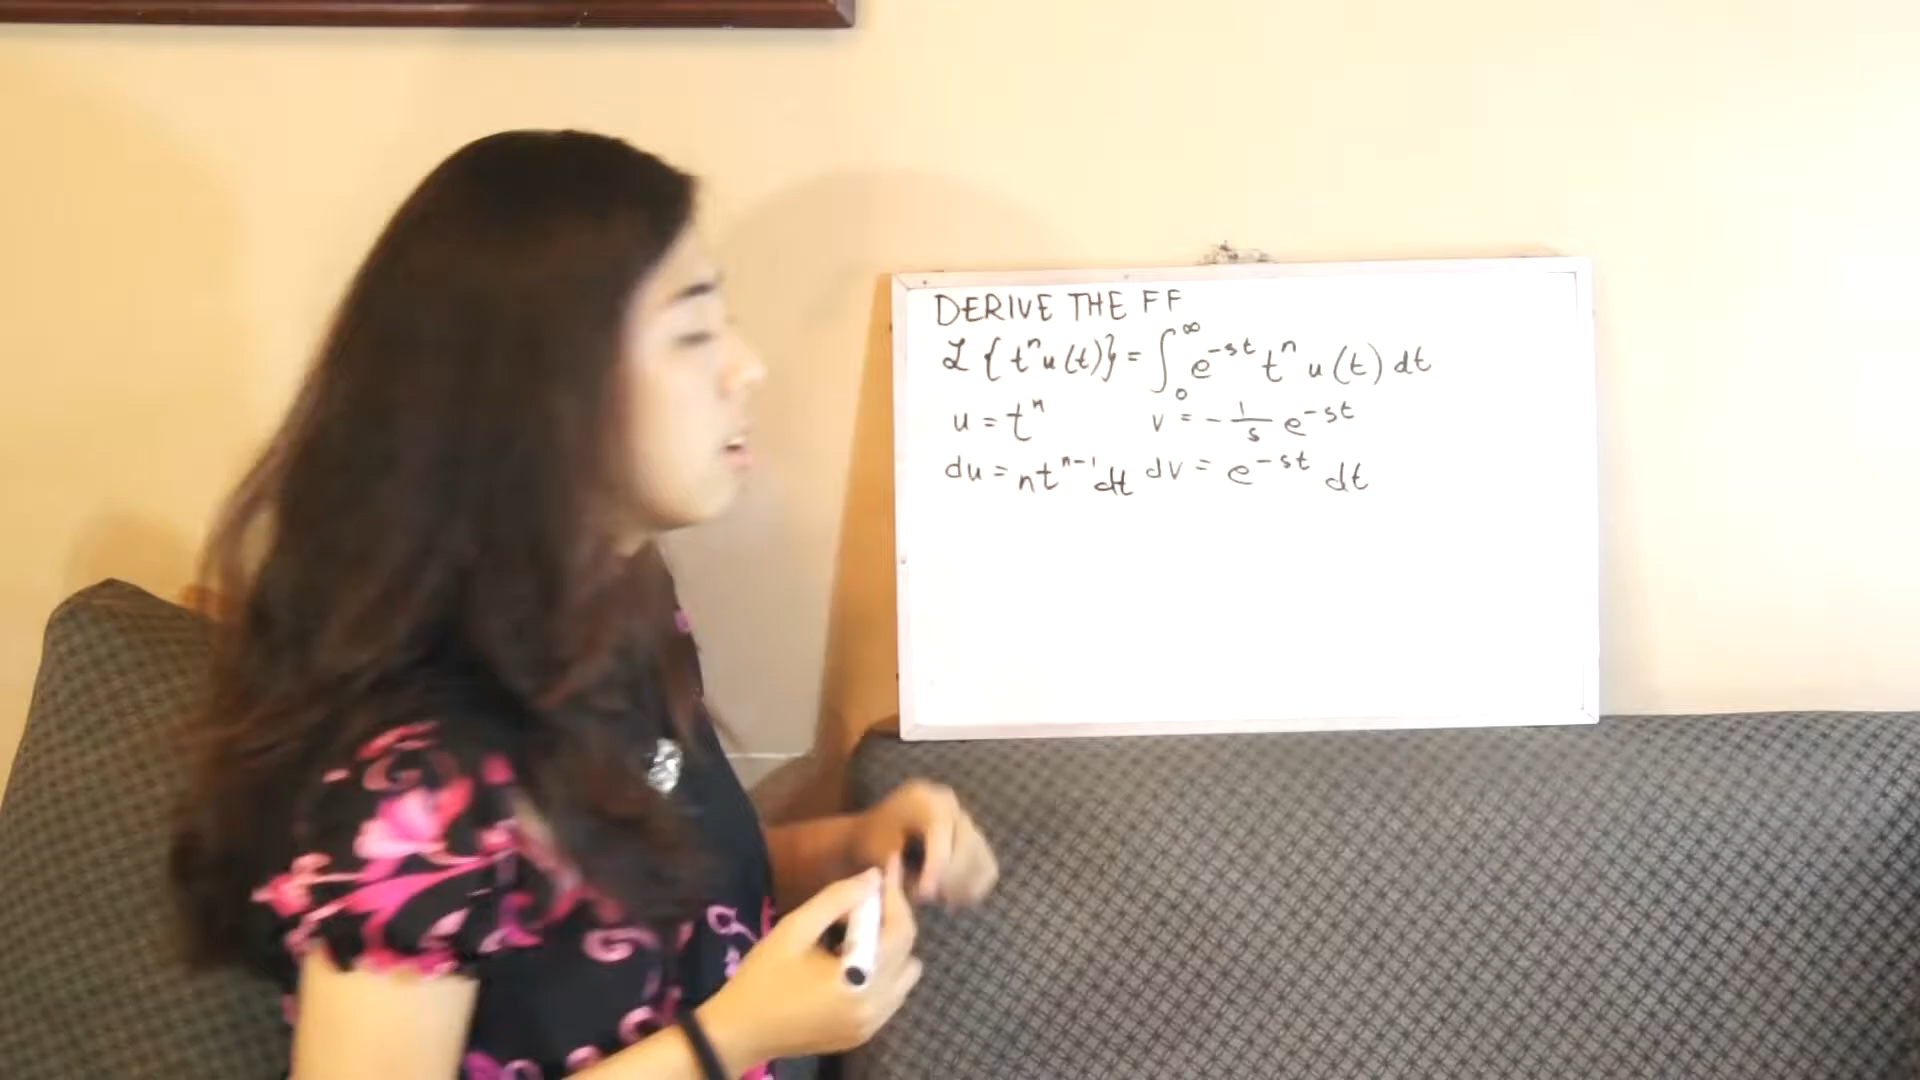 DERIVE THE FF
ℒ{tⁿu(t)} = ∫₀^∞ e^(-st) tⁿ u(t) dt
u = tⁿ v = -1/s e^(-st)
du = nt^(n-1) dt dv = e^(-st) dt